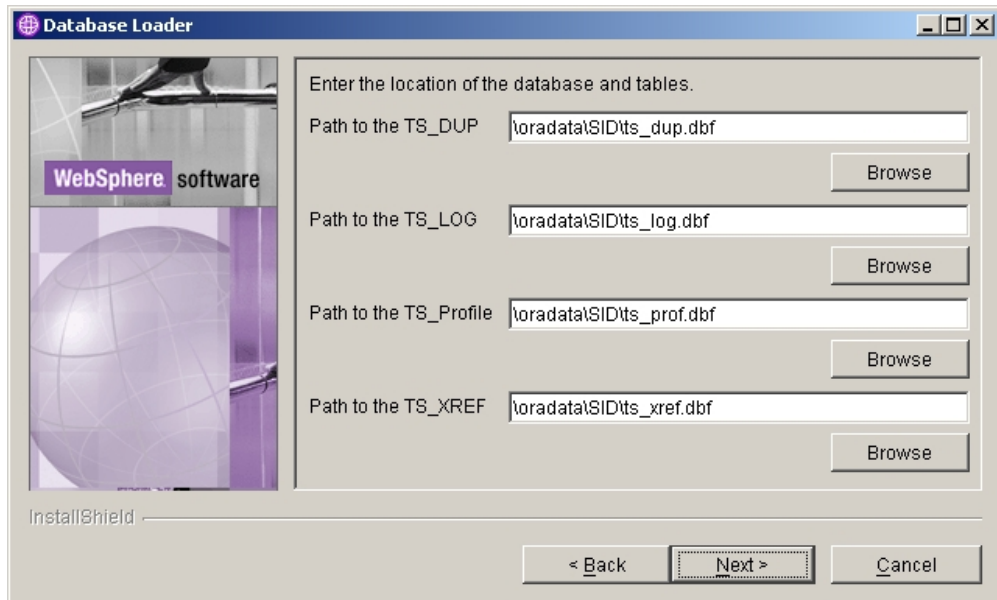 Database Loader
WebSphere software
Enter the location of the database and tables.
Path to the TS_DUP \oradata\SID\ts_dup.dbf
Browse
Path to the TS_LOG \oradata\SID\ts_log.dbf
Browse
Path to the TS_Profile \oradata\SID\ts_prof.dbf
Browse
Path to the TS_XREF \oradata\SID\ts_xref.dbf
Browse
InstallShield
< Back Next > Cancel